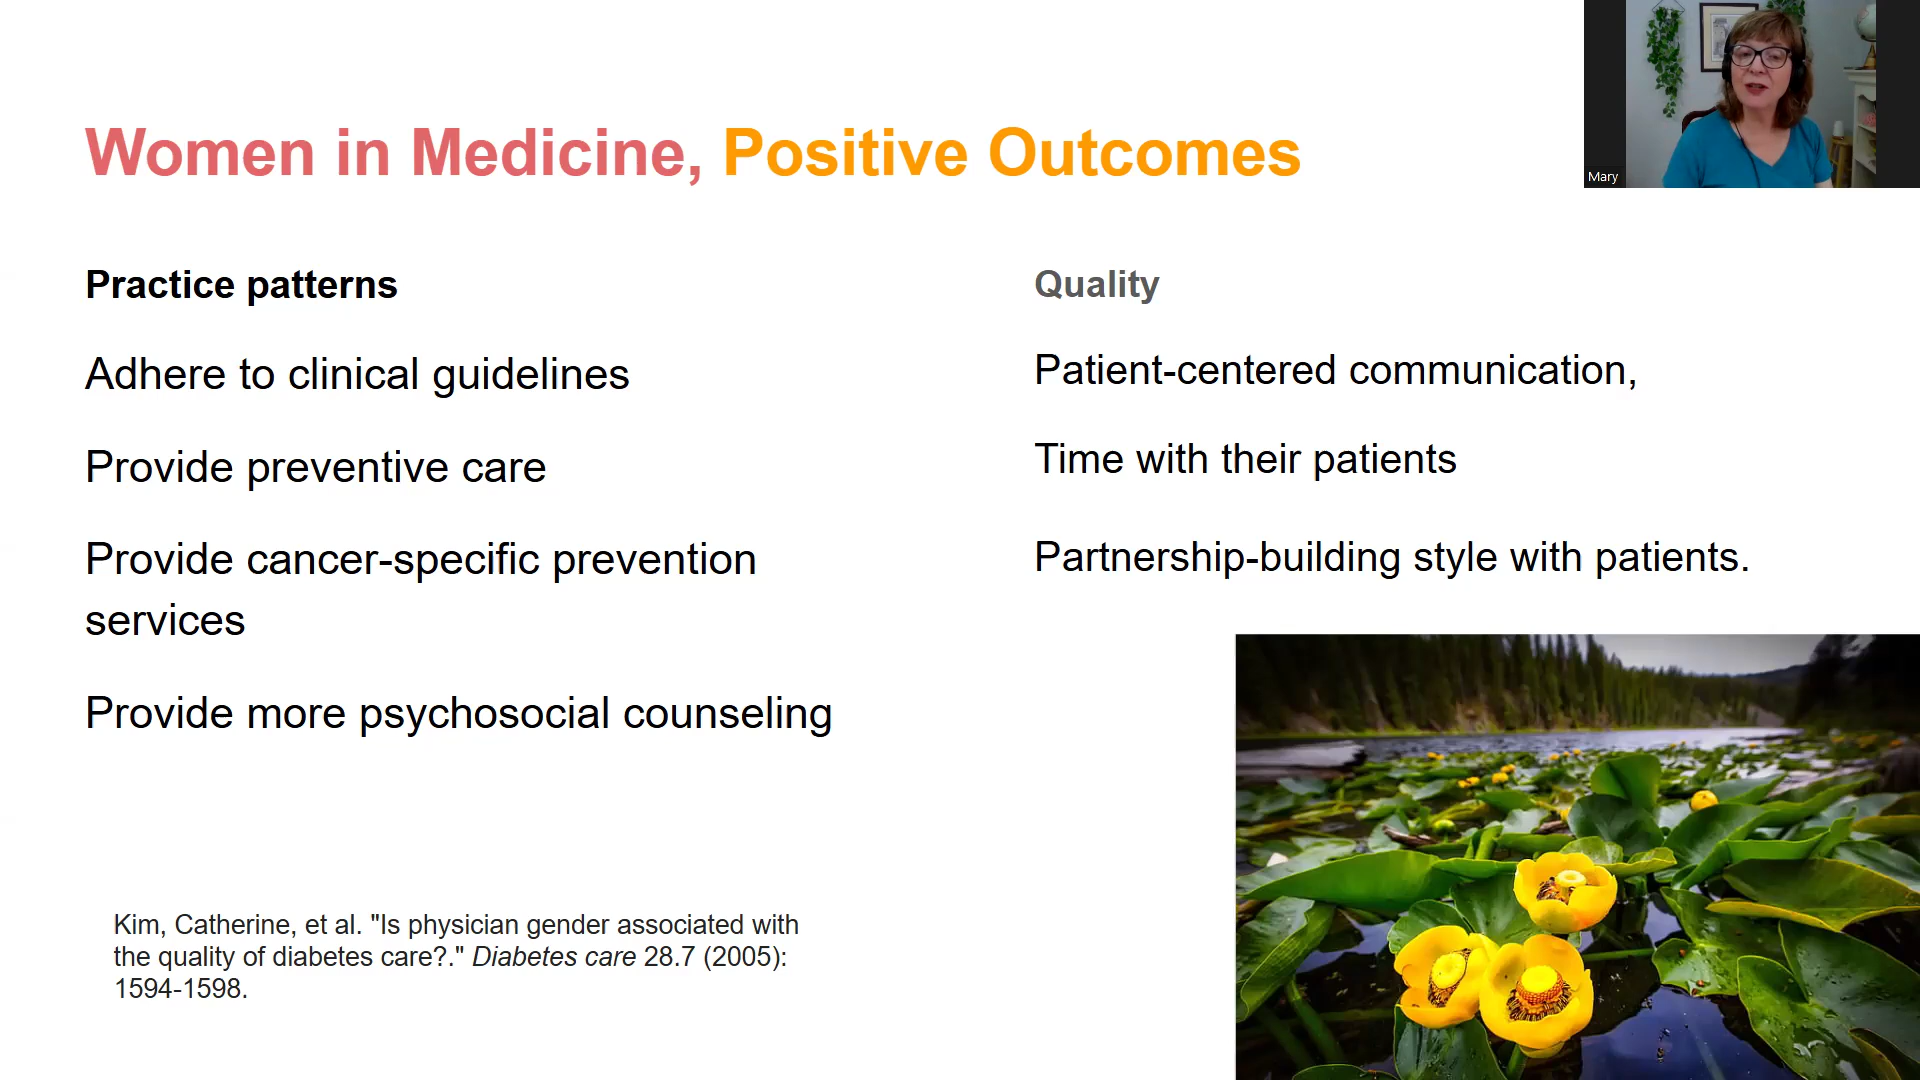 Women in Medicine, Positive Outcomes
Mary
Practice patterns
Adhere to clinical guidelines
Provide preventive care
Provide cancer-specific prevention
services
Provide more psychosocial counseling
Quality
Patient-centered communication,
Time with their patients
Partnership-building style with patients.
Kim, Catherine, et al. "Is physician gender associated with
the quality of diabetes care?." Diabetes care 28.7 (2005):
1594-1598.